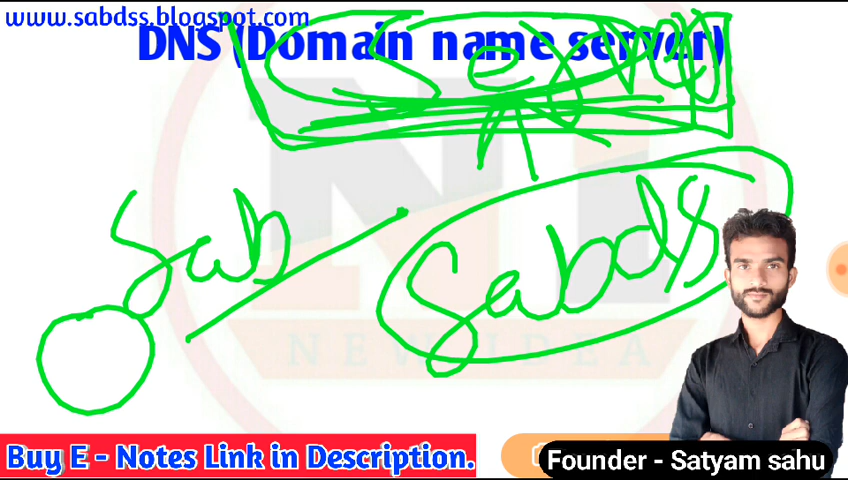 www.sabdss.blogspot.com
DNS (Domain name server)
Server
Sab
Sabds
NEW IDEA
Buy E - Notes Link in Description.
Founder - Satyam sahu